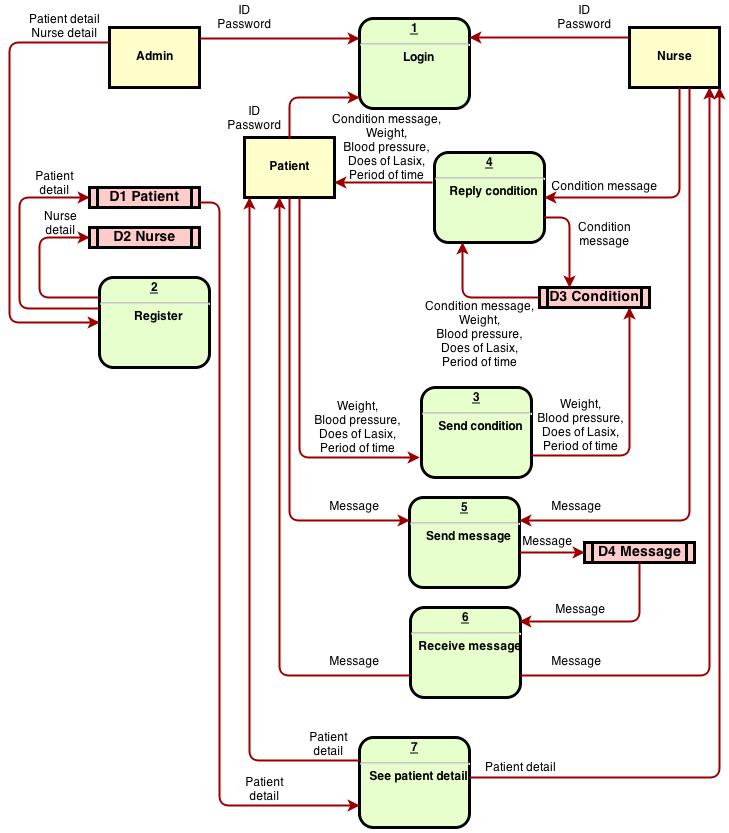 Patient detail
Nurse detail
Admin
ID
Password
1
Login
ID
Password
Nurse
ID
Password
Patient
Condition message,
Weight,
Blood pressure,
Does of Lasix,
Period of time
4
Reply condition
Condition message
Condition
message
Patient
detail
D1 Patient
Nurse
detail
D2 Nurse
2
Register
D3 Condition
Condition message,
Weight,
Blood pressure,
Does of Lasix,
Period of time
3
Send condition
Weight,
Blood pressure,
Does of Lasix,
Period of time
Weight,
Blood pressure,
Does of Lasix,
Period of time
Message
5
Send message
Message
Message
D4 Message
Message
6
Receive message
Message
Message
Patient
detail
7
See patient detail
Patient detail
Patient
detail